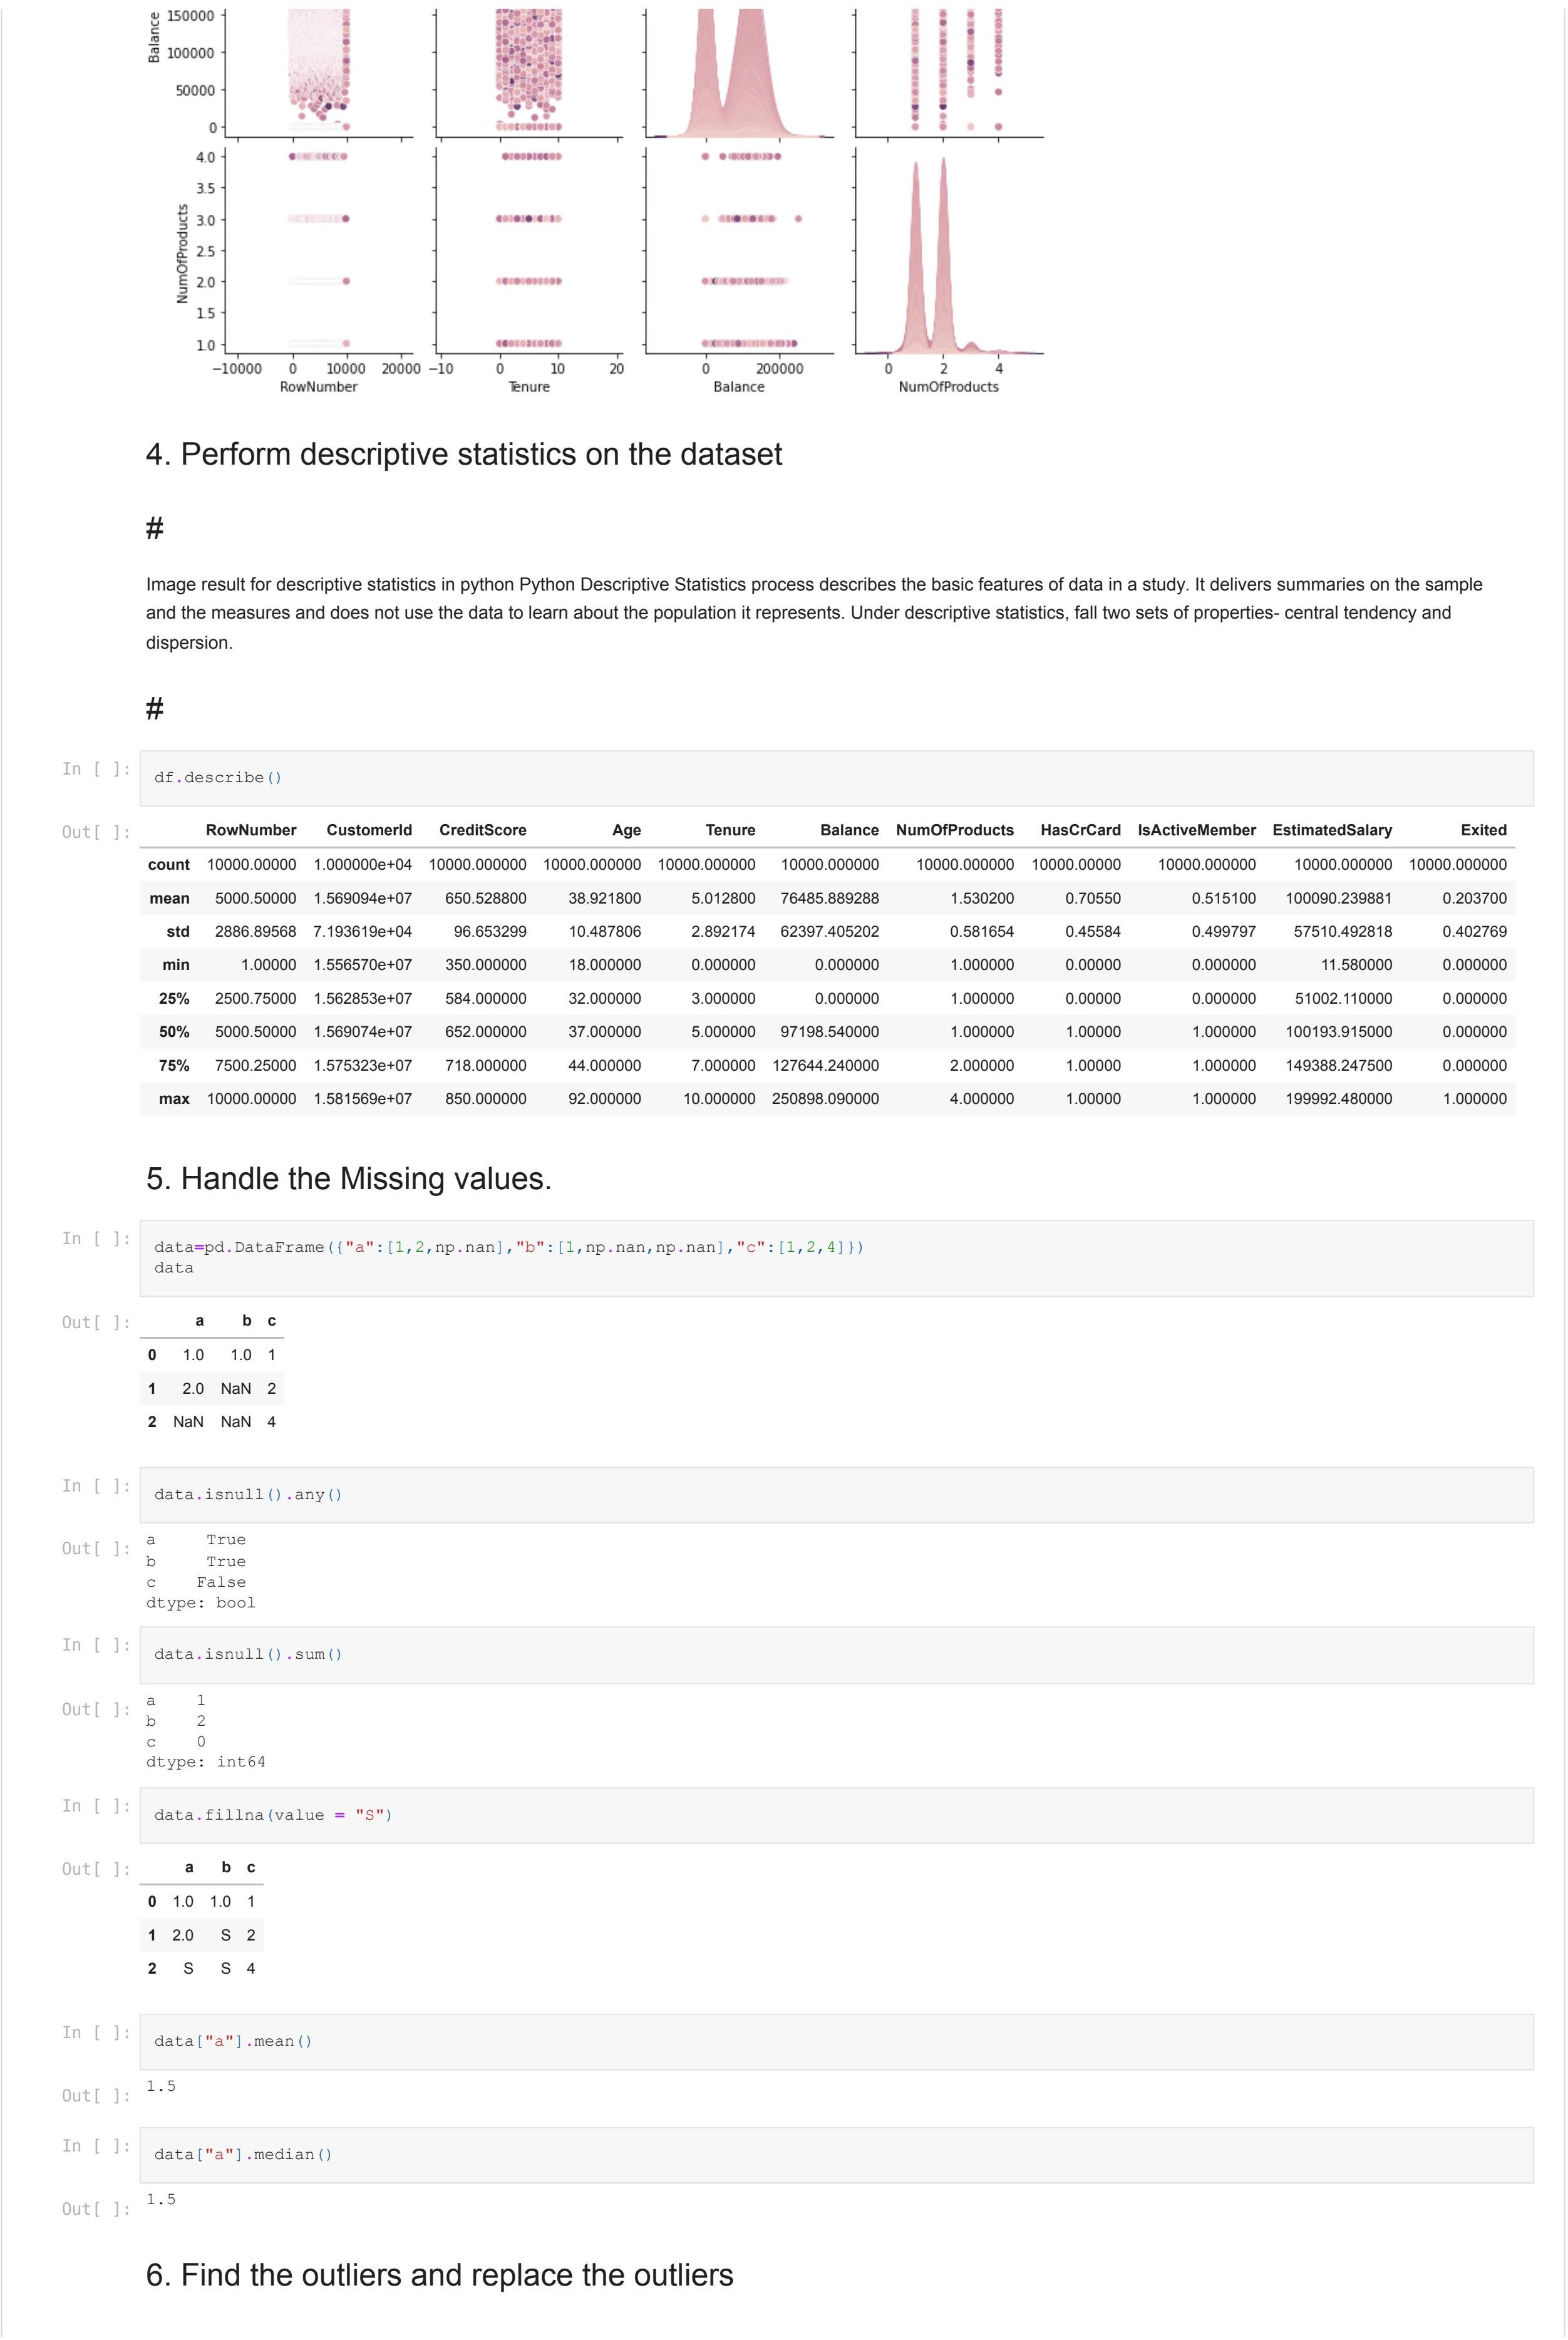 Balance
150000
100000
50000
0
NumOfProducts
4.0
3.5
3.0
2.5
2.0
1.5
1.0
−10000 0 10000 20000 −10 0 10 20 0 200000 0 2 4
RowNumber Tenure Balance NumOfProducts
4. Perform descriptive statistics on the dataset
#
Image result for descriptive statistics in python Python Descriptive Statistics process describes the basic features of data in a study. It delivers summaries on the sample
and the measures and does not use the data to learn about the population it represents. Under descriptive statistics, fall two sets of properties- central tendency and
dispersion.
#
In [ ]: df.describe()
Out[ ]: RowNumber CustomerId CreditScore Age Tenure Balance NumOfProducts HasCrCard IsActiveMember EstimatedSalary Exited
count 10000.00000 1.000000e+04 10000.000000 10000.000000 10000.000000 10000.000000 10000.000000 10000.00000 10000.000000 10000.000000 10000.000000
mean 5000.50000 1.569094e+07 650.528800 38.921800 5.012800 76485.889288 1.530200 0.70550 0.515100 100090.239881 0.203700
std 2886.89568 7.193619e+04 96.653299 10.487806 2.892174 62397.405202 0.581654 0.45584 0.499797 57510.492818 0.402769
min 1.00000 1.556570e+07 350.000000 18.000000 0.000000 0.000000 1.000000 0.00000 0.000000 11.580000 0.000000
25% 2500.75000 1.562853e+07 584.000000 32.000000 3.000000 0.000000 1.000000 0.00000 0.000000 51002.110000 0.000000
50% 5000.50000 1.569074e+07 652.000000 37.000000 5.000000 97198.540000 1.000000 1.00000 1.000000 100193.915000 0.000000
75% 7500.25000 1.575323e+07 718.000000 44.000000 7.000000 127644.240000 2.000000 1.00000 1.000000 149388.247500 0.000000
max 10000.00000 1.581569e+07 850.000000 92.000000 10.000000 250898.090000 4.000000 1.00000 1.000000 199992.480000 1.000000
5. Handle the Missing values.
In [ ]: data=pd.DataFrame({"a":[1,2,np.nan],"b":[1,np.nan,np.nan],"c":[1,2,4]})
data
Out[ ]: a b c
0 1.0 1.0 1
1 2.0 NaN 2
2 NaN NaN 4
In [ ]: data.isnull().any()
Out[ ]: a True
b True
c False
dtype: bool
In [ ]: data.isnull().sum()
Out[ ]: a 1
b 2
c 0
dtype: int64
In [ ]: data.fillna(value = "S")
Out[ ]: a b c
0 1.0 1.0 1
1 2.0 S 2
2 S S 4
In [ ]: data["a"].mean()
Out[ ]: 1.5
In [ ]: data["a"].median()
Out[ ]: 1.5
6. Find the outliers and replace the outliers